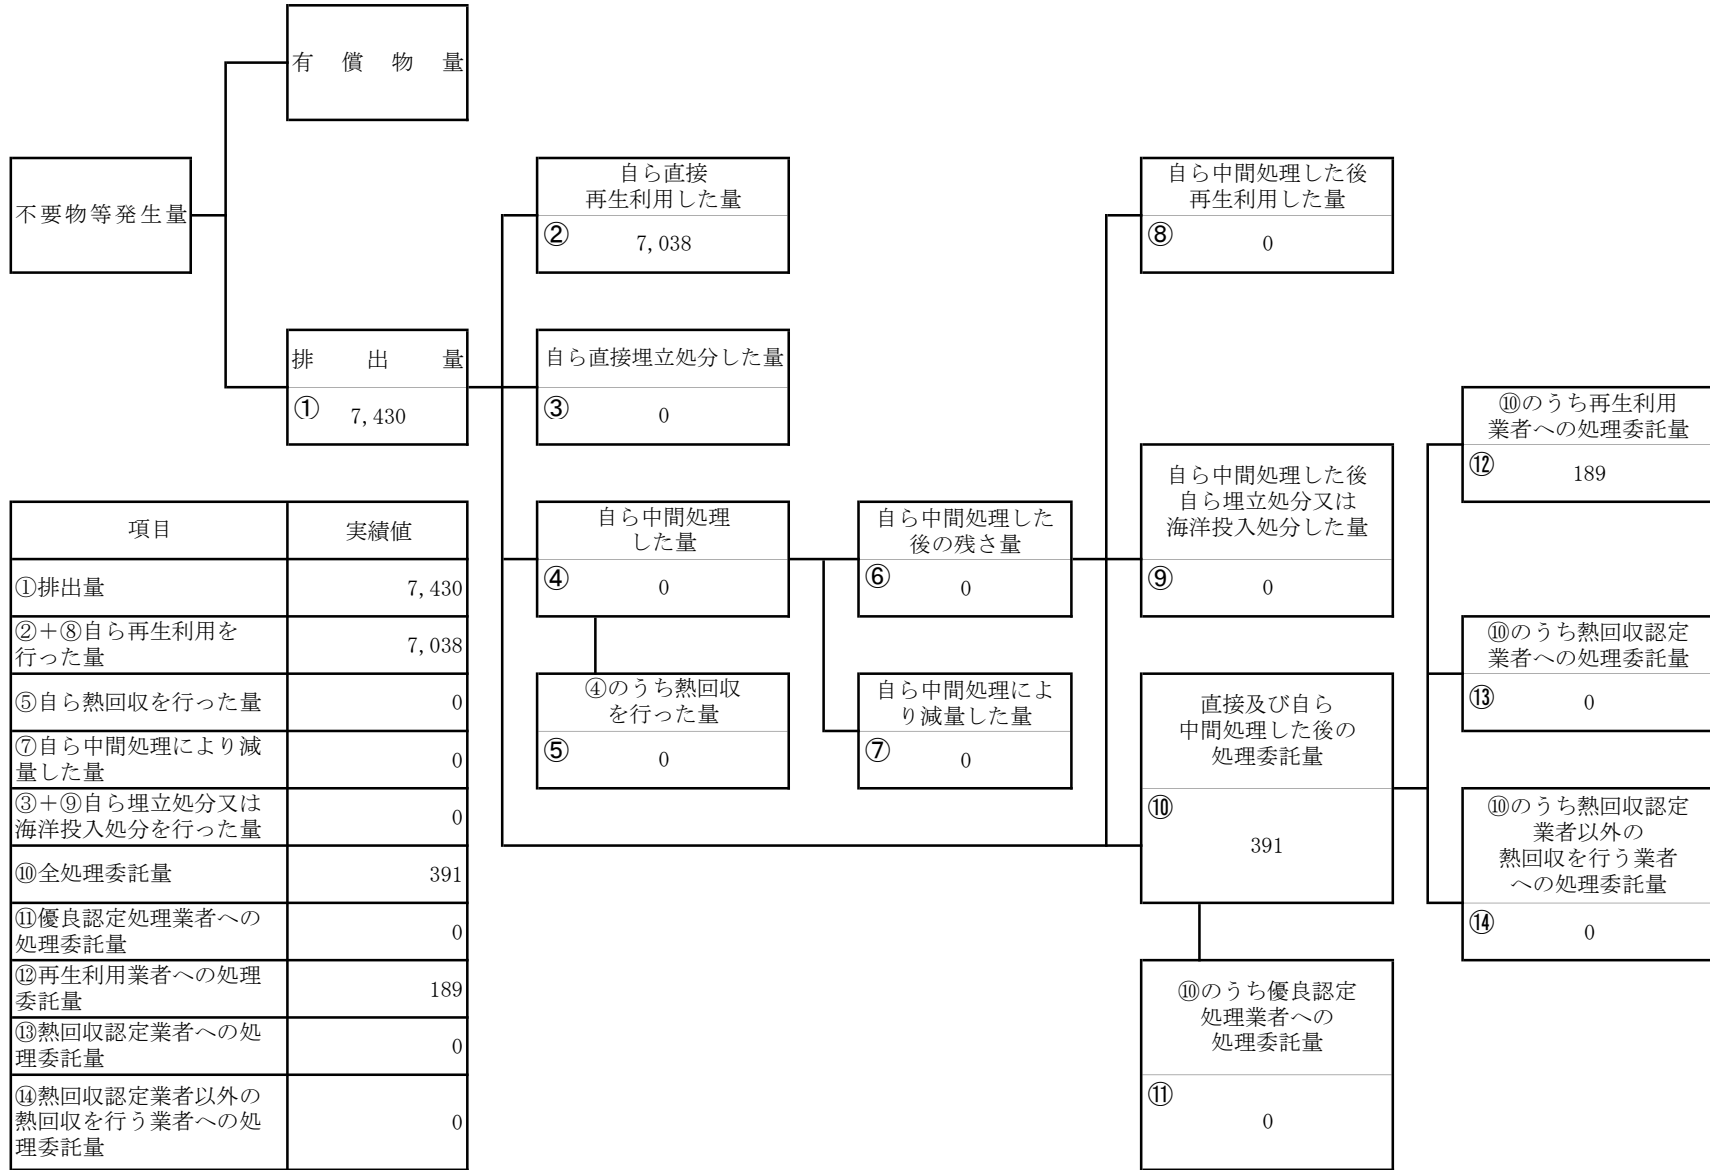 有償物量
不要物等発生量
自ら直接
再生利用した量
② 7,038
自ら中間処理した後
再生利用した量
⑧ 0
排出量
① 7,430
自ら直接埋立処分した量
③ 0
⑩のうち再生利用
業者への処理委託量
⑫ 189
自ら中間処理した後
自ら埋立処分又は
海洋投入処分した量
⑨ 0
自ら中間処理
した量
④ 0
自ら中間処理した
後の残さ量
⑥ 0
⑩のうち熱回収認定
業者への処理委託量
⑬ 0
④のうち熱回収
を行った量
⑤ 0
自ら中間処理によ
り減量した量
⑦ 0
直接及び自ら
中間処理した後の
処理委託量
⑩
391
⑩のうち熱回収認定
業者以外の
熱回収を行う業者
への処理委託量
⑭ 0
⑩のうち優良認定
処理業者への
処理委託量
⑪
0
項目 実績値
①排出量 7,430
②+⑧自ら再生利用を
行った量 7,038
⑤自ら熱回収を行った量 0
⑦自ら中間処理により減
量した量 0
③+⑨自ら埋立処分又は
海洋投入処分を行った量 0
⑩全処理委託量 391
⑪優良認定処理業者への
処理委託量 0
⑫再生利用業者への処理
委託量 189
⑬熱回収認定業者への処
理委託量 0
⑭熱回収認定業者以外の
熱回収を行う業者への処
理委託量 0